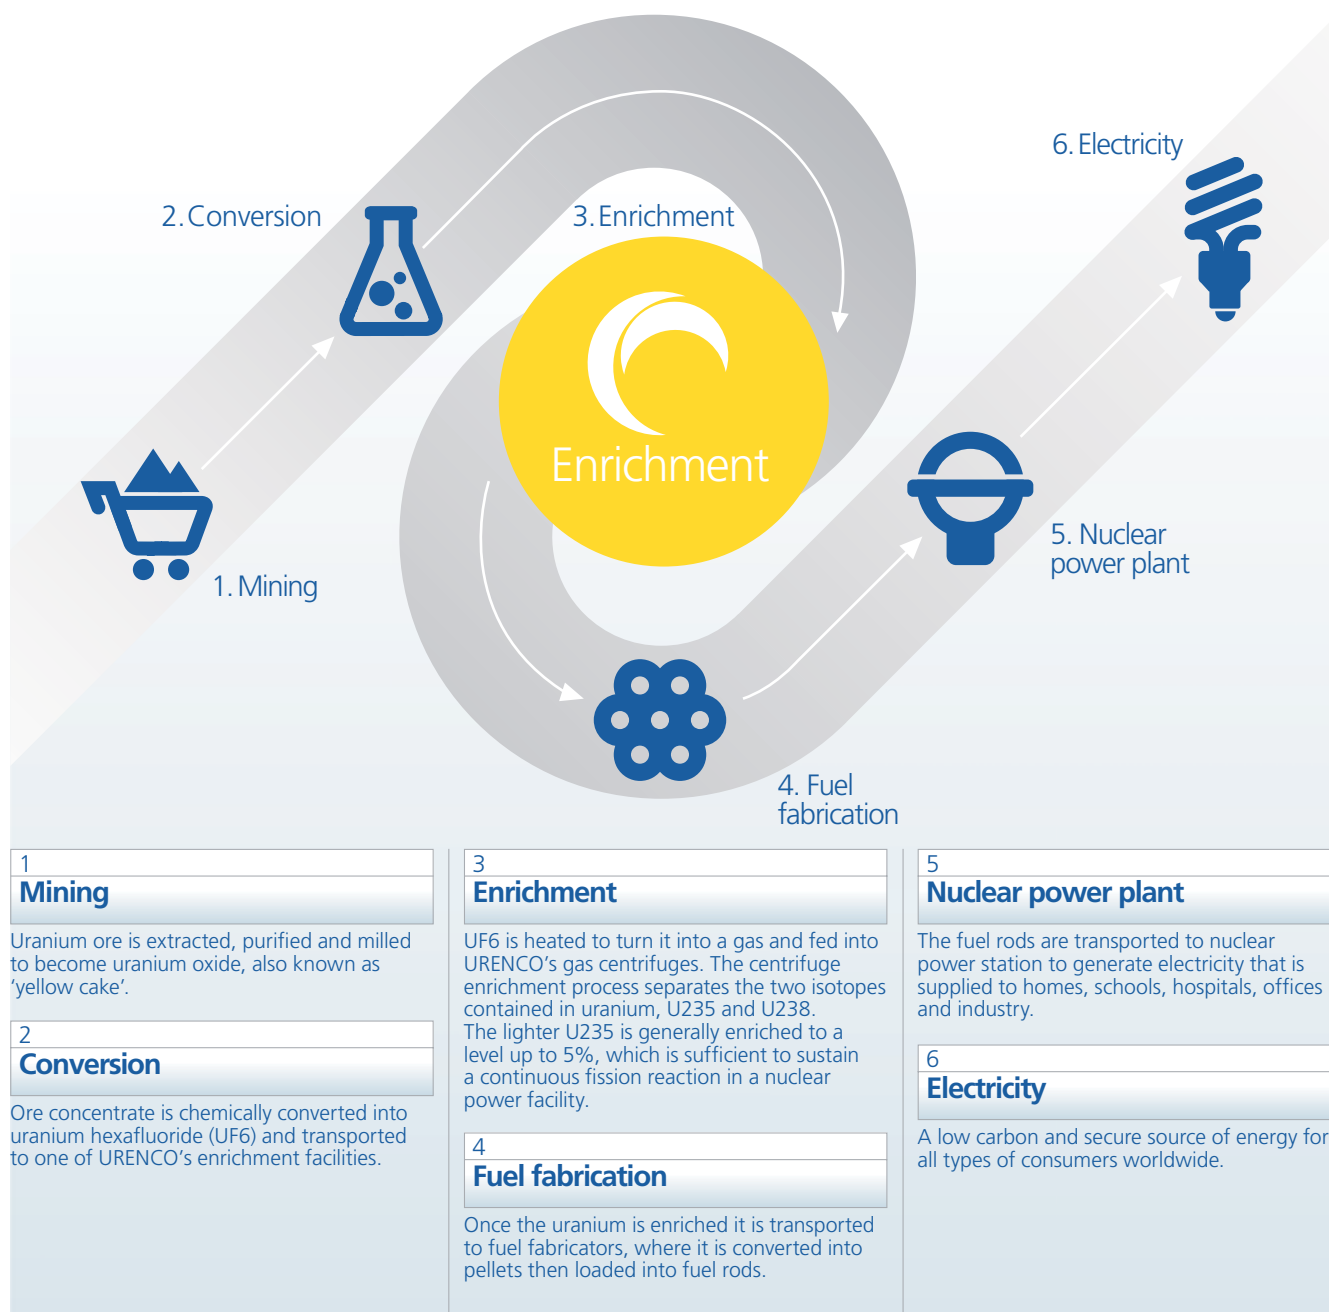 6. Electricity
2. Conversion
3. Enrichment
Enrichment
5. Nuclear
power plant
1. Mining
4. Fuel
fabrication
1
Mining
Uranium ore is extracted, purified and milled
to become uranium oxide, also known as
‘yellow cake’.
2
Conversion
Ore concentrate is chemically converted into
uranium hexafluoride (UF6) and transported
to one of URENCO’s enrichment facilities.
3
Enrichment
UF6 is heated to turn it into a gas and fed into
URENCO’s gas centrifuges. The centrifuge
enrichment process separates the two isotopes
contained in uranium, U235 and U238.
The lighter U235 is generally enriched to a
level up to 5%, which is sufficient to sustain
a continuous fission reaction in a nuclear
power facility.
4
Fuel fabrication
Once the uranium is enriched it is transported
to fuel fabricators, where it is converted into
pellets then loaded into fuel rods.
5
Nuclear power plant
The fuel rods are transported to nuclear
power station to generate electricity that is
supplied to homes, schools, hospitals, offices
and industry.
6
Electricity
A low carbon and secure source of energy for
all types of consumers worldwide.